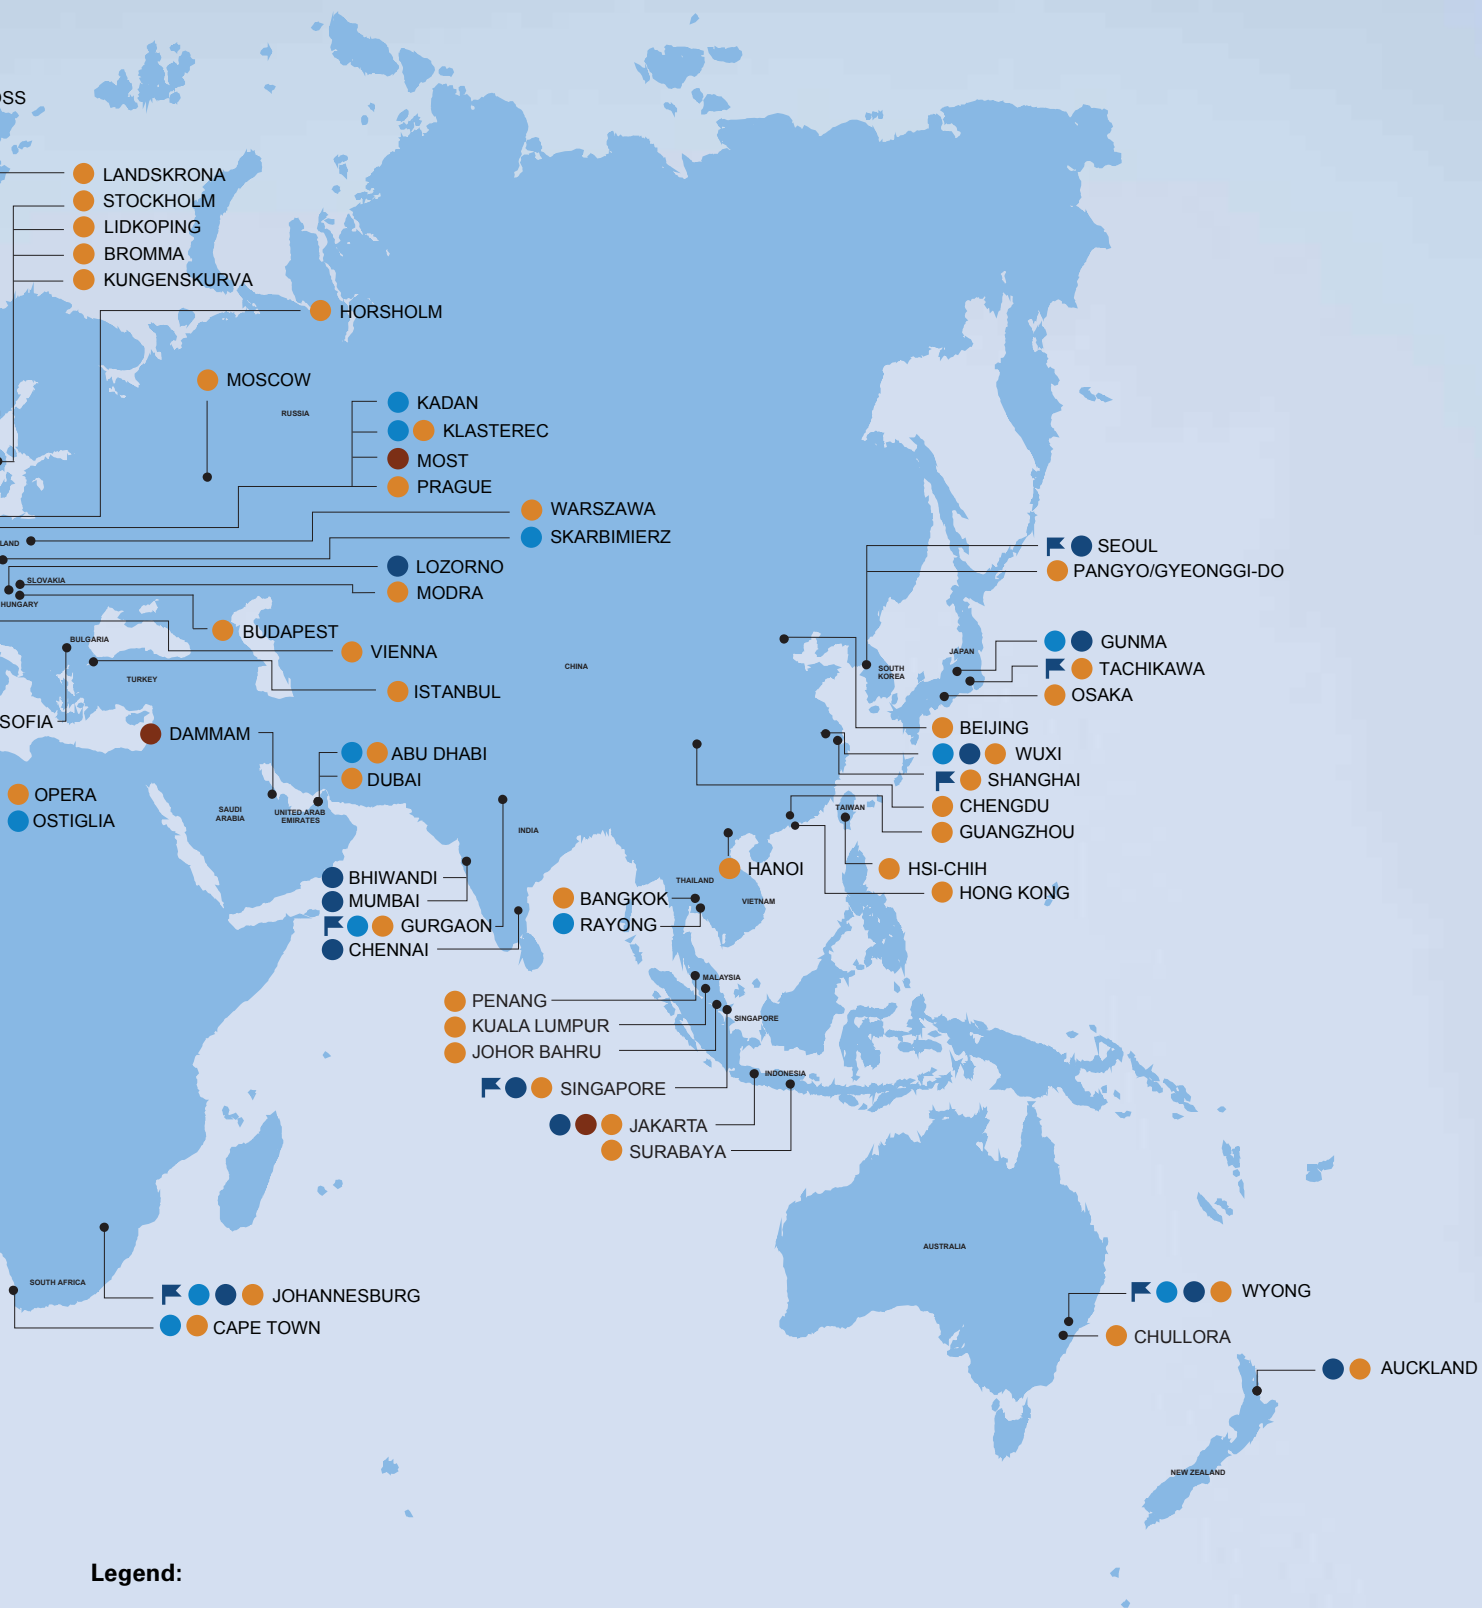 OSS
LANDSKRONA
STOCKHOLM
LIDKOPING
BROMMA
KUNGENSKURVA
HORSHOLM
MOSCOW
RUSSIA
KADAN
KLASTEREC
MOST
PRAGUE
WARSZAWA
SKARBIMIERZ
LAND
LOZORNO
SLOVAKIA
MODRA
HUNGARY
BUDAPEST
BULGARIA
VIENNA
TURKEY
ISTANBUL
CHINA
SOFIA
DAMMAM
ABU DHABI
DUBAI
OPERA
OSTIGLIA
SAUDI
ARABIA
UNITED ARAB
EMIRATES
INDIA
SEOUL
PANGYO/GYEONGGI-DO
GUNMA
JAPAN
TACHIKAWA
SOUTH
KOREA
OSAKA
BEIJING
WUXI
SHANGHAI
CHENGDU
TAIWAN
GUANGZHOU
HANOI
HSI-CHIH
HONG KONG
THAILAND
VIETNAM
BANGKOK
RAYONG
BHIWANDI
MUMBAI
GURGAON
CHENNAI
MALAYSIA
PENANG
SINGAPORE
KUALA LUMPUR
JOHOR BAHRU
INDONESIA
SINGAPORE
JAKARTA
SURABAYA
AUSTRALIA
SOUTH AFRICA
JOHANNESBURG
CAPE TOWN
WYONG
CHULLORA
AUCKLAND
NEW ZEALAND
Legend: